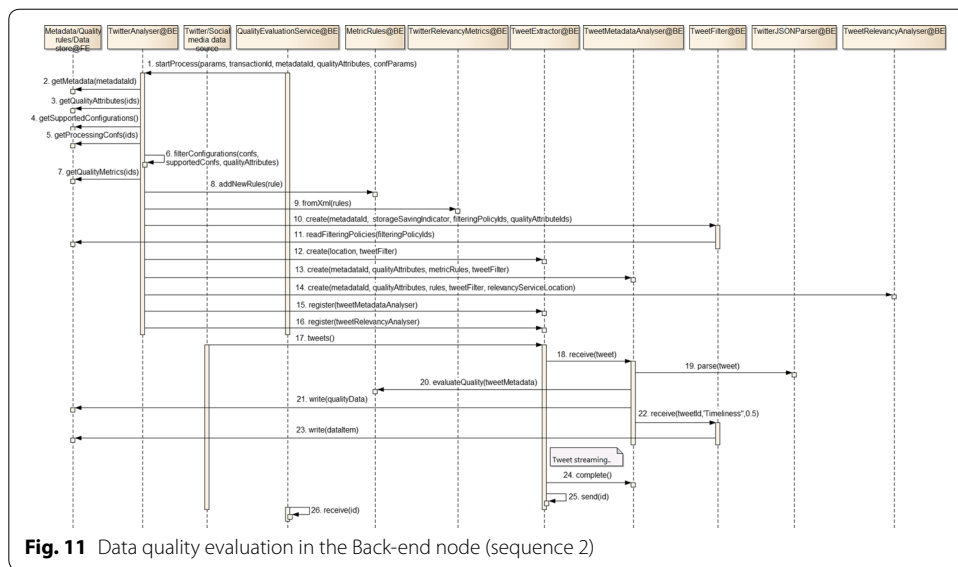 Metadata/Quality
rules/Data
store@FE
TwitterAnalyser@BE
Twitter/Social
media data
source
QualityEvaluationService@BE
MetricRules@BE
TwitterRelevancyMetrics@BE
TweetExtractor@BE
TweetMetadataAnalyser@BE
TweetFilter@BE
TwitterJSONParser@BE
TweetRelevancyAnalyser@BE
1. startProcess(params, transactionId, metadataId, qualityAttributes, confParams)
2. getMetadata(metadataId)
3. getQualityAttributes(ids)
4. getSupportedConfigurations()
5. getProcessingConfs(ids)
6. filterConfigurations(confs,
supportedConfs, qualityAttributes)
7. getQualityMetrics(ids)
8. addNewRules(rule)
9. fromXml(rules)
10. create(metadataId, storageSavingIndicator, filteringPolicyIds, qualityAttributeIds)
11. readFilteringPolicies(filteringPolicyIds)
12. create(location, tweetFilter)
13. create(metadataId, qualityAttributes, metricRules, tweetFilter)
14. create(metadataId, qualityAttributes, rules, tweetFilter, relevancyServiceLocation)
15. register(tweetMetadataAnalyser)
16. register(tweetRelevancyAnalyser)
17. tweets()
18. receive(tweet)
19. parse(tweet)
20. evaluateQuality(tweetMetadata)
21. write(qualityData)
22. receive(tweetId,"Timeliness",0.5)
23. write(dataItem)
Tweet streaming..
24. complete()
25. send(id)
26. receive(id)
Fig. 11 Data quality evaluation in the Back-end node (sequence 2)